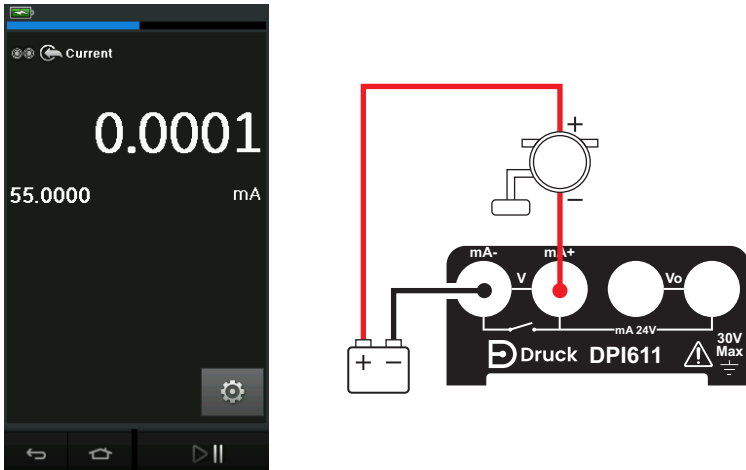 Current
0.0001
55.0000 mA
+
−
mA- mA+
V Vo
mA 24V
30V
Max
+ −
Druck DPI611